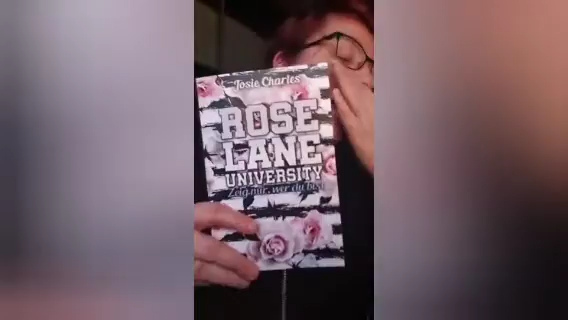 Josie Charles
ROSE
LANE
UNIVERSITY
Zeig mir, wer du bist